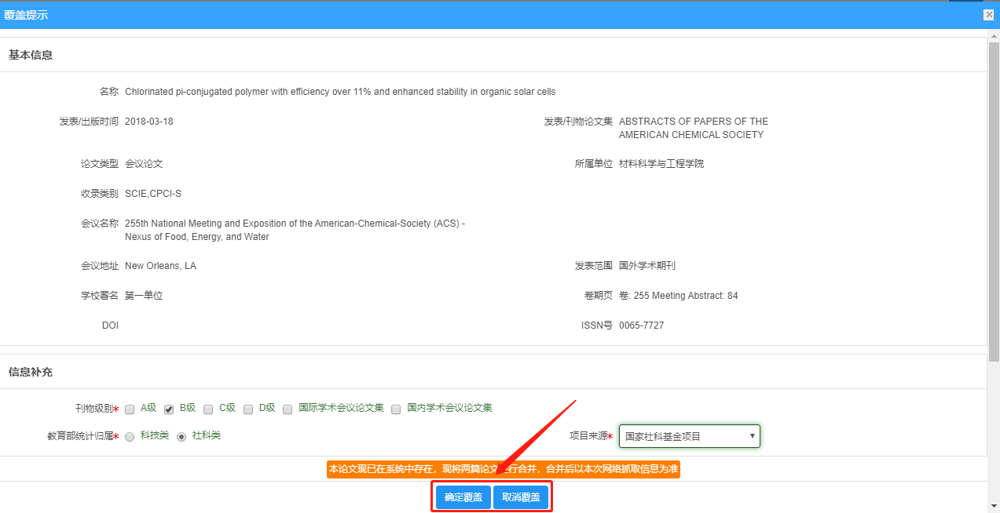 覆盖提示
基本信息
名称 Chlorinated pi-conjugated polymer with efficiency over 11% and enhanced stability in organic solar cells
发表/出版时间 2018-03-18 发表/刊物论文集 ABSTRACTS OF PAPERS OF THE
AMERICAN CHEMICAL SOCIETY
论文类型 会议论文 所属单位 材料科学与工程学院
收录类别 SCIE,CPCI-S
会议名称 255th National Meeting and Exposition of the American-Chemical-Society (ACS) -
Nexus of Food, Energy, and Water
会议地址 New Orleans, LA 发表范围 国外学术期刊
学校署名 第一单位 卷期页 卷: 255 Meeting Abstract: 84
DOI ISSN号 0065-7727
信息补充
刊物级别* A级 B级 C级 D级 国际学术会议论文集 国内学术会议论文集
教育部统计归属* 科技类 社科类 项目来源* 国家社科基金项目
本论文现已在系统中存在，现将两篇论文进行合并，合并后以本次网络抓取信息为准
确定覆盖 取消覆盖